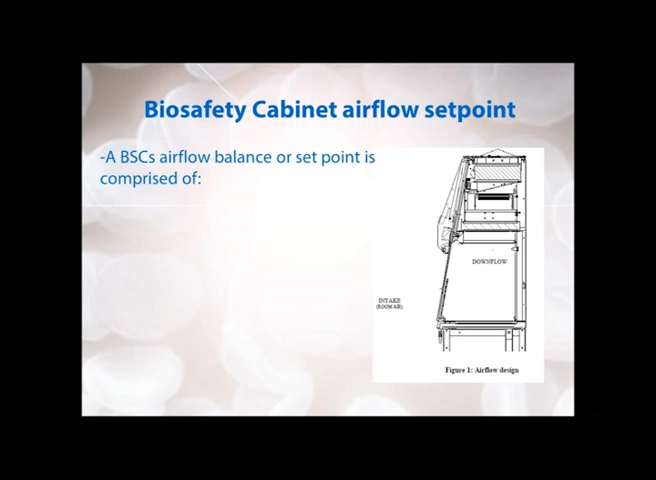 Biosafety Cabinet airflow setpoint
-A BSCs airflow balance or set point is
comprised of:
DOWNFLOW
INTAKE
(ROOM AIR)
Figure 1: Airflow design